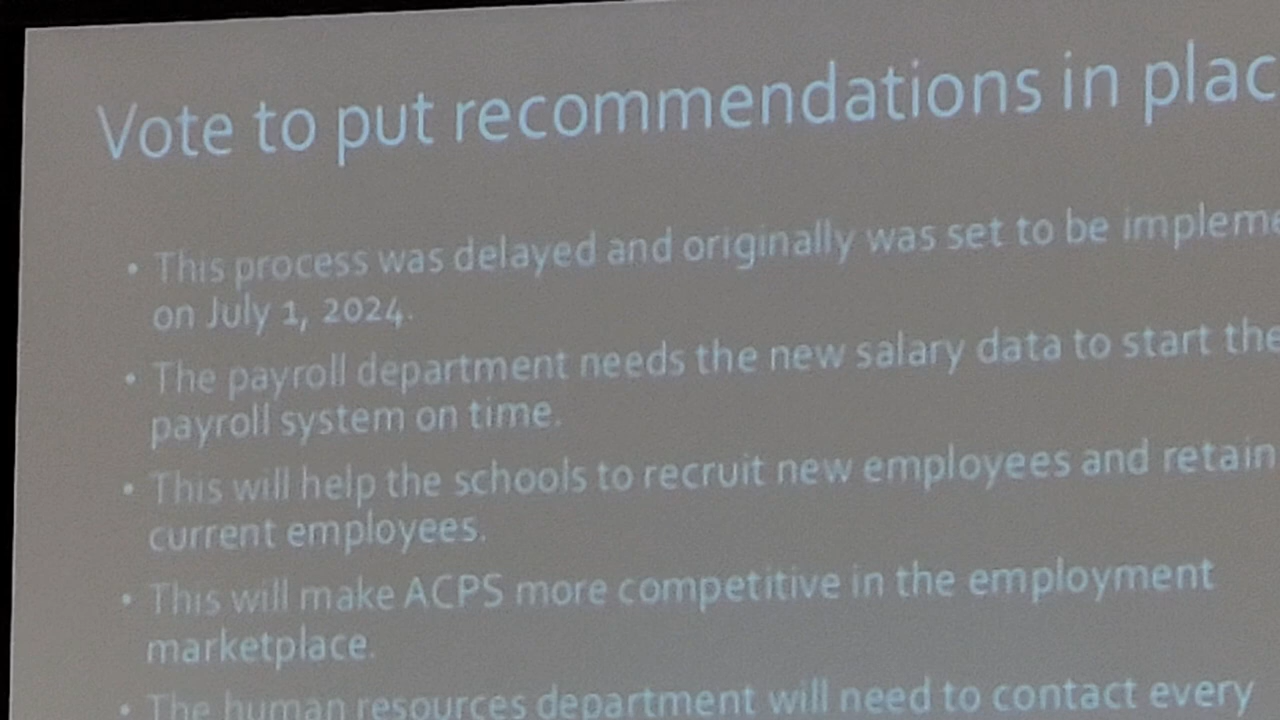 Vote to put recommendations in plac
• This process was delayed and originally was set to be impleme
on July 1, 2024.
• The payroll department needs the new salary data to start the
payroll system on time.
• This will help the schools to recruit new employees and retain
current employees.
• This will make ACPS more competitive in the employment
marketplace.
• The human resources department will need to contact every